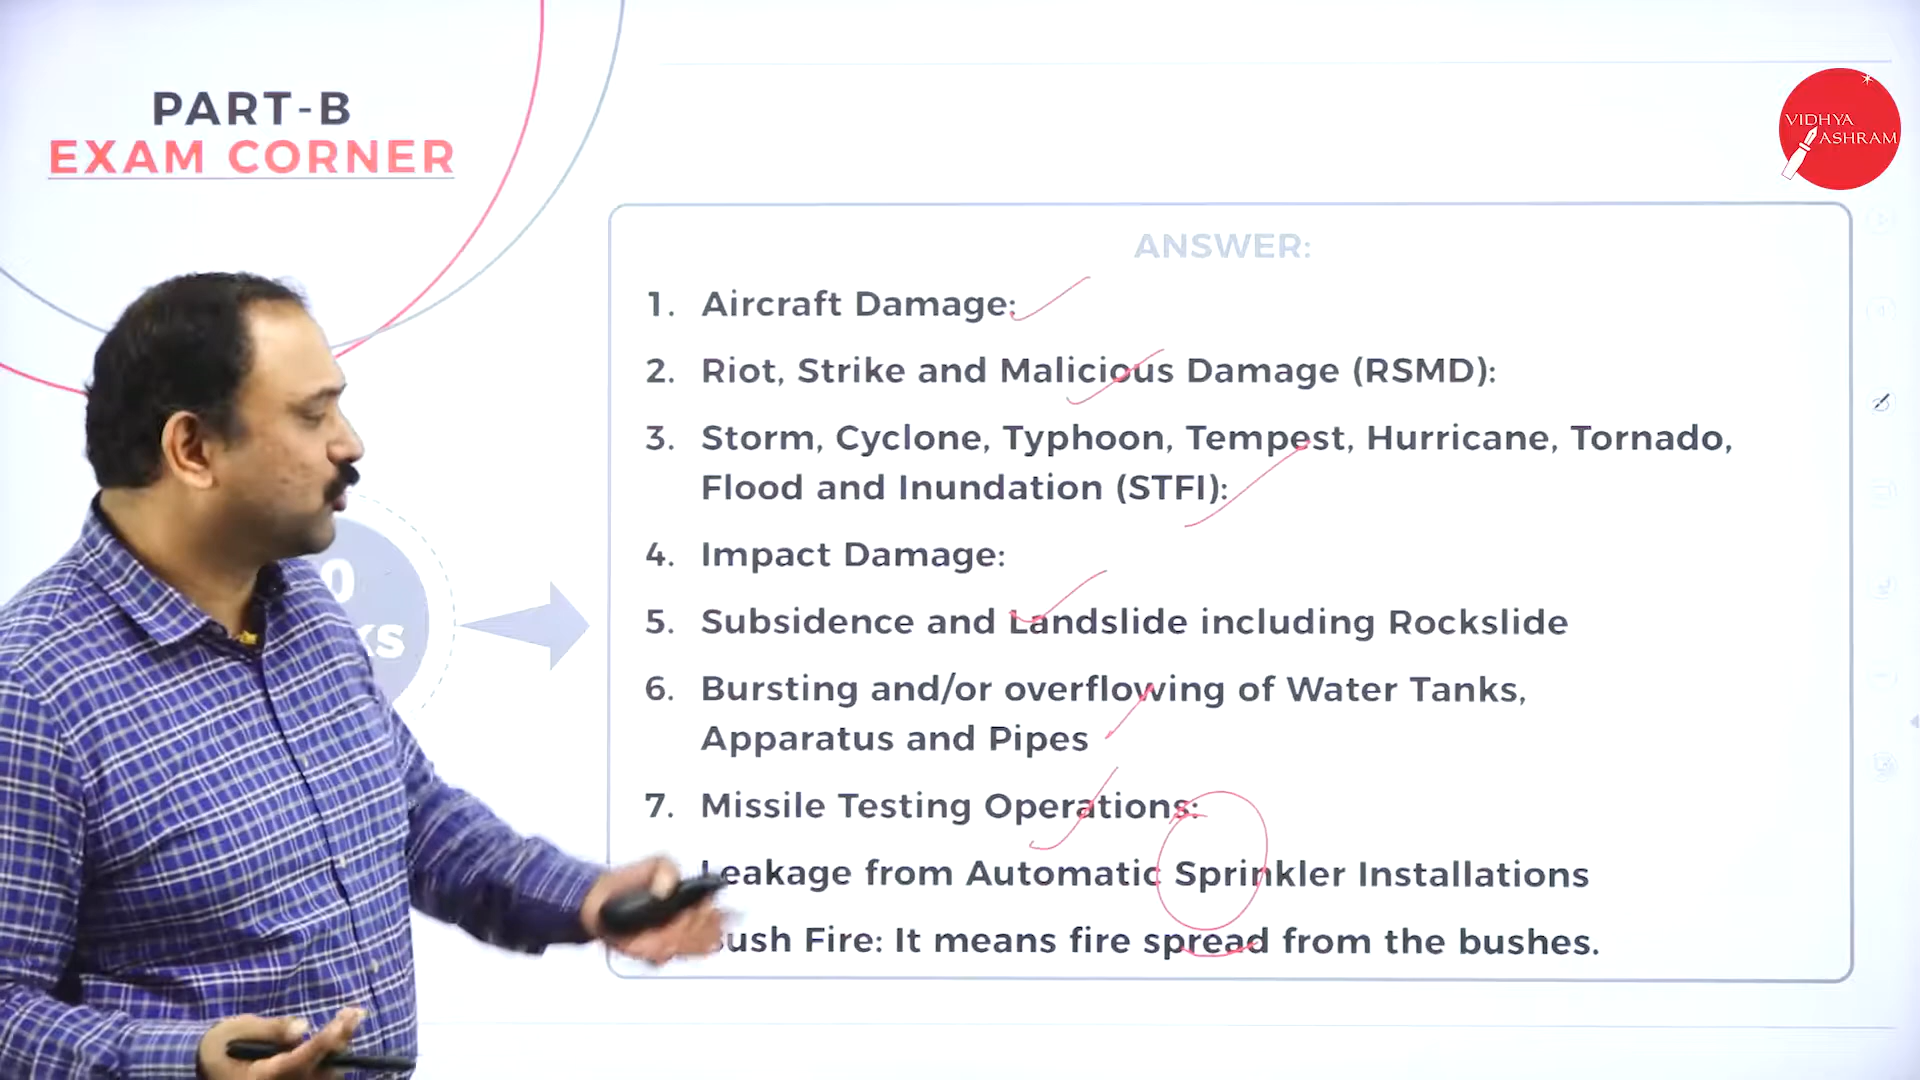 PART-B
EXAM CORNER
VIDHYA
ASHRAM
ANSWER:
1. Aircraft Damage:
2. Riot, Strike and Malicious Damage (RSMD):
3. Storm, Cyclone, Typhoon, Tempest, Hurricane, Tornado,
Flood and Inundation (STFI):
4. Impact Damage:
5. Subsidence and Landslide including Rockslide
6. Bursting and/or overflowing of Water Tanks,
Apparatus and Pipes
7. Missile Testing Operations:
Leakage from Automatic Sprinkler Installations
Bush Fire: It means fire spread from the bushes.